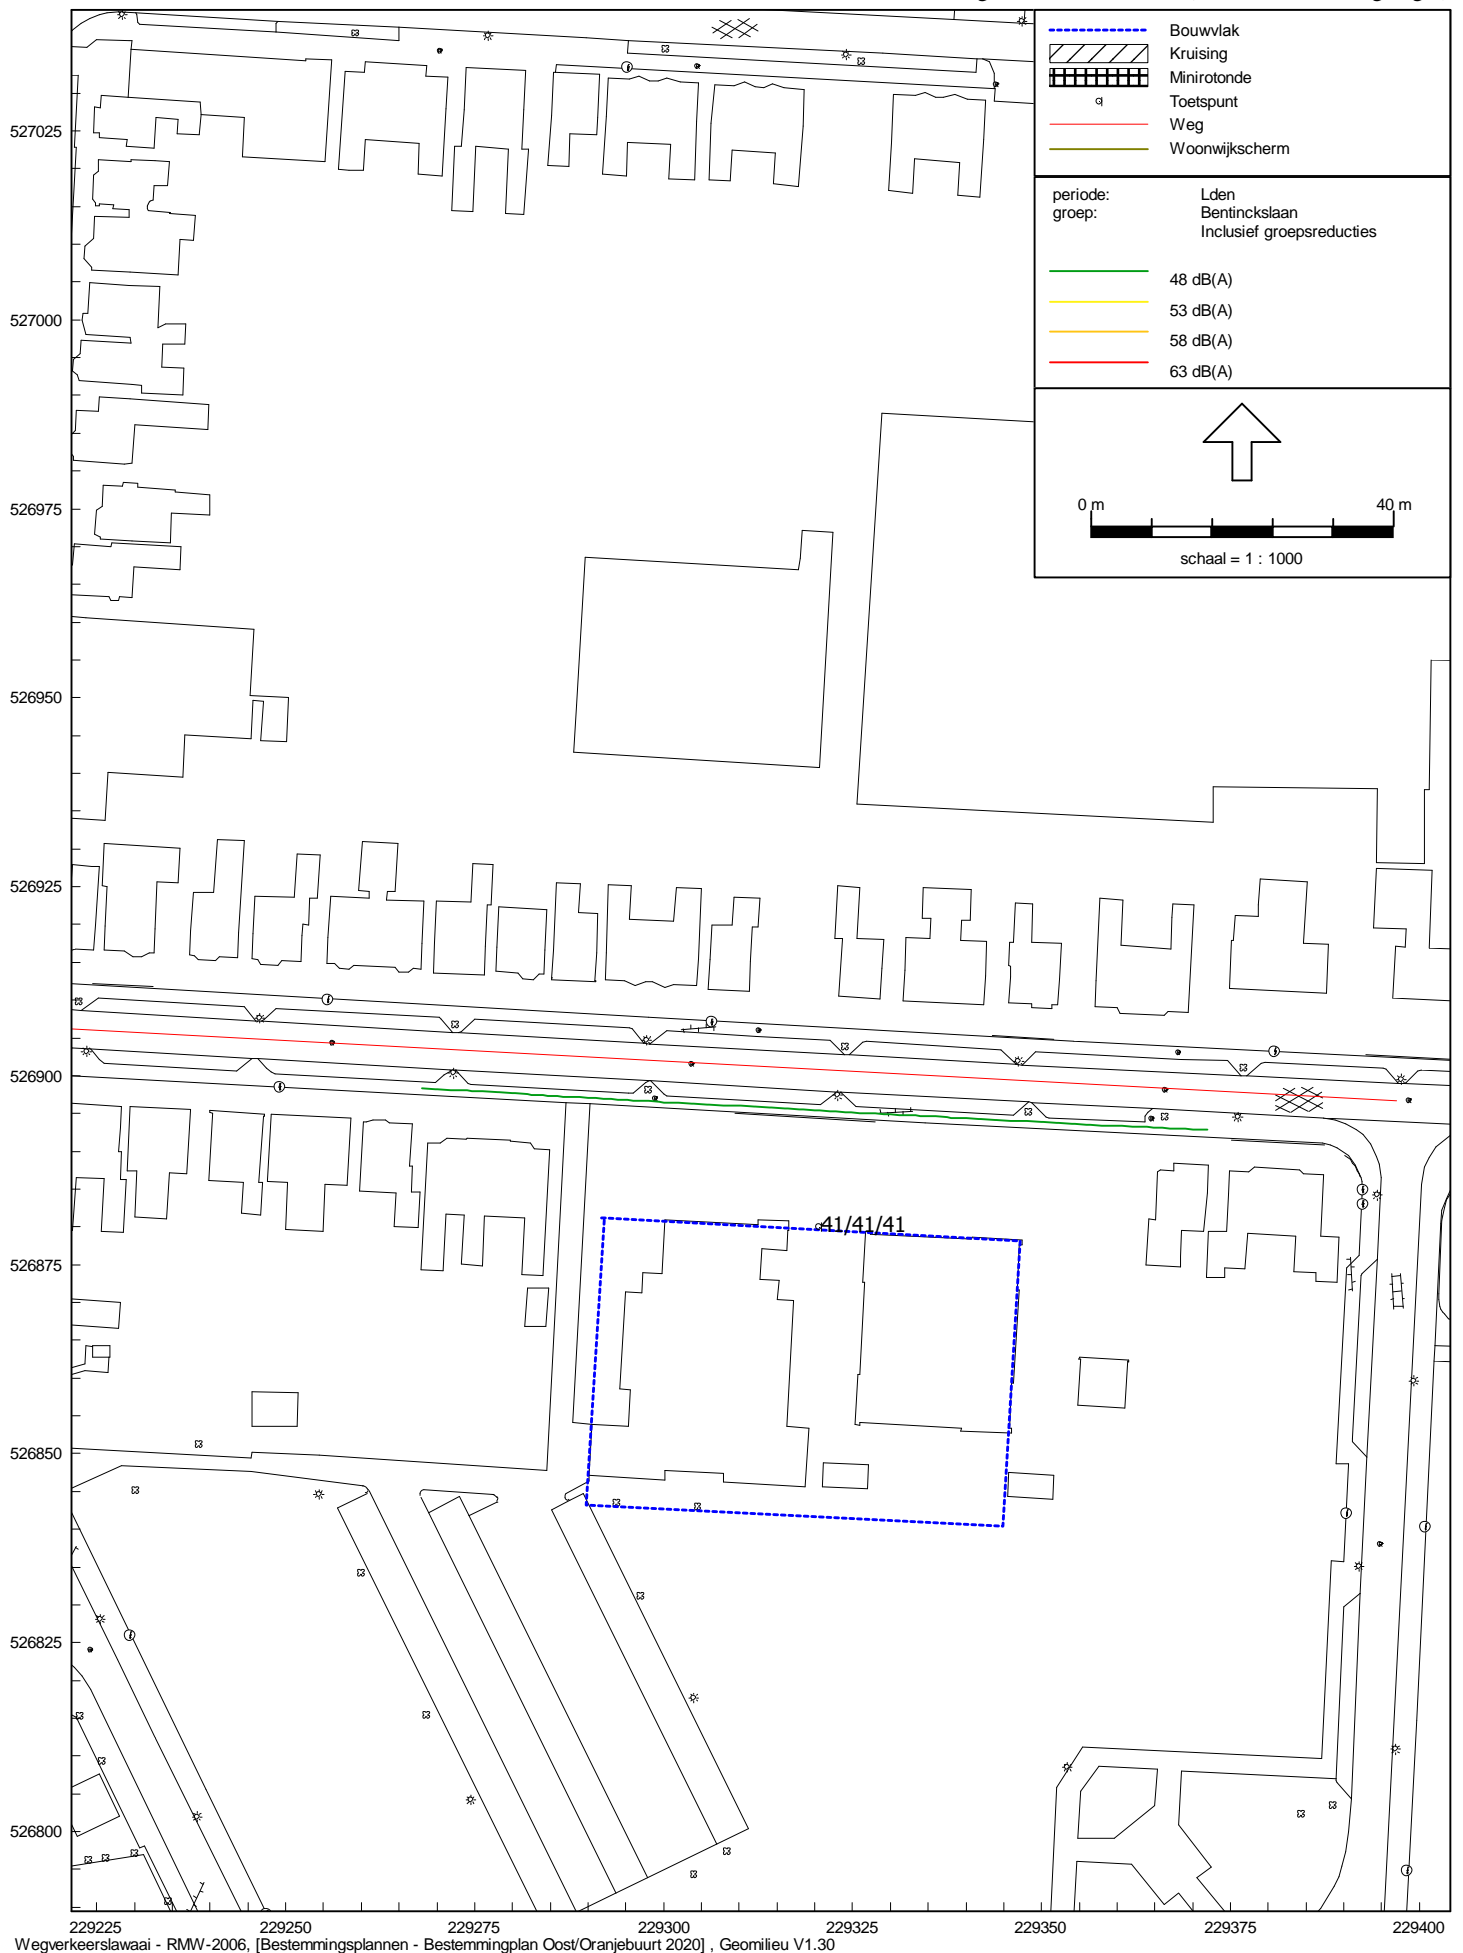 Bouwvlak
Kruising
Minirotonde
Toetspunt
Weg
Woonwijkscherm
periode: Lden
groep: Bentinckslaan
Inclusief groepsreducties
48 dB(A)
53 dB(A)
58 dB(A)
63 dB(A)
0 m 40 m
schaal = 1 : 1000
527025
527000
526975
526950
526925
526900
41/41/41
526875
526850
526825
526800
229225 229250 229275 229300 229325 229350 229375 229400
Wegverkeerslawaai - RMW-2006, [Bestemmingsplannen - Bestemmingplan Oost/Oranjebuurt 2020] , Geomilieu V1.30